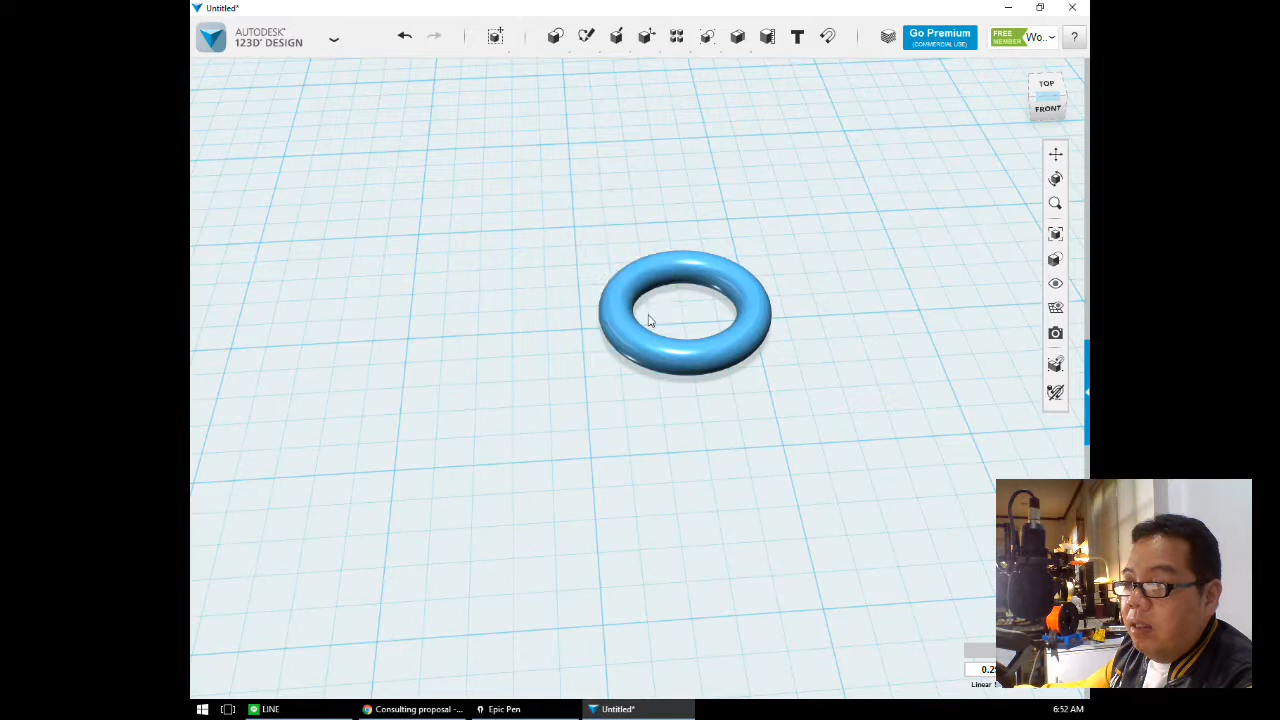 Untitled*
AUTODESK®
123D® DESIGN
Go Premium
(COMMERCIAL USE)
FREE
MEMBER
Wo..
?
TOP
FRONT
Linear
LINE
Consulting proposal -...
Epic Pen
Untitled*
6:52 AM